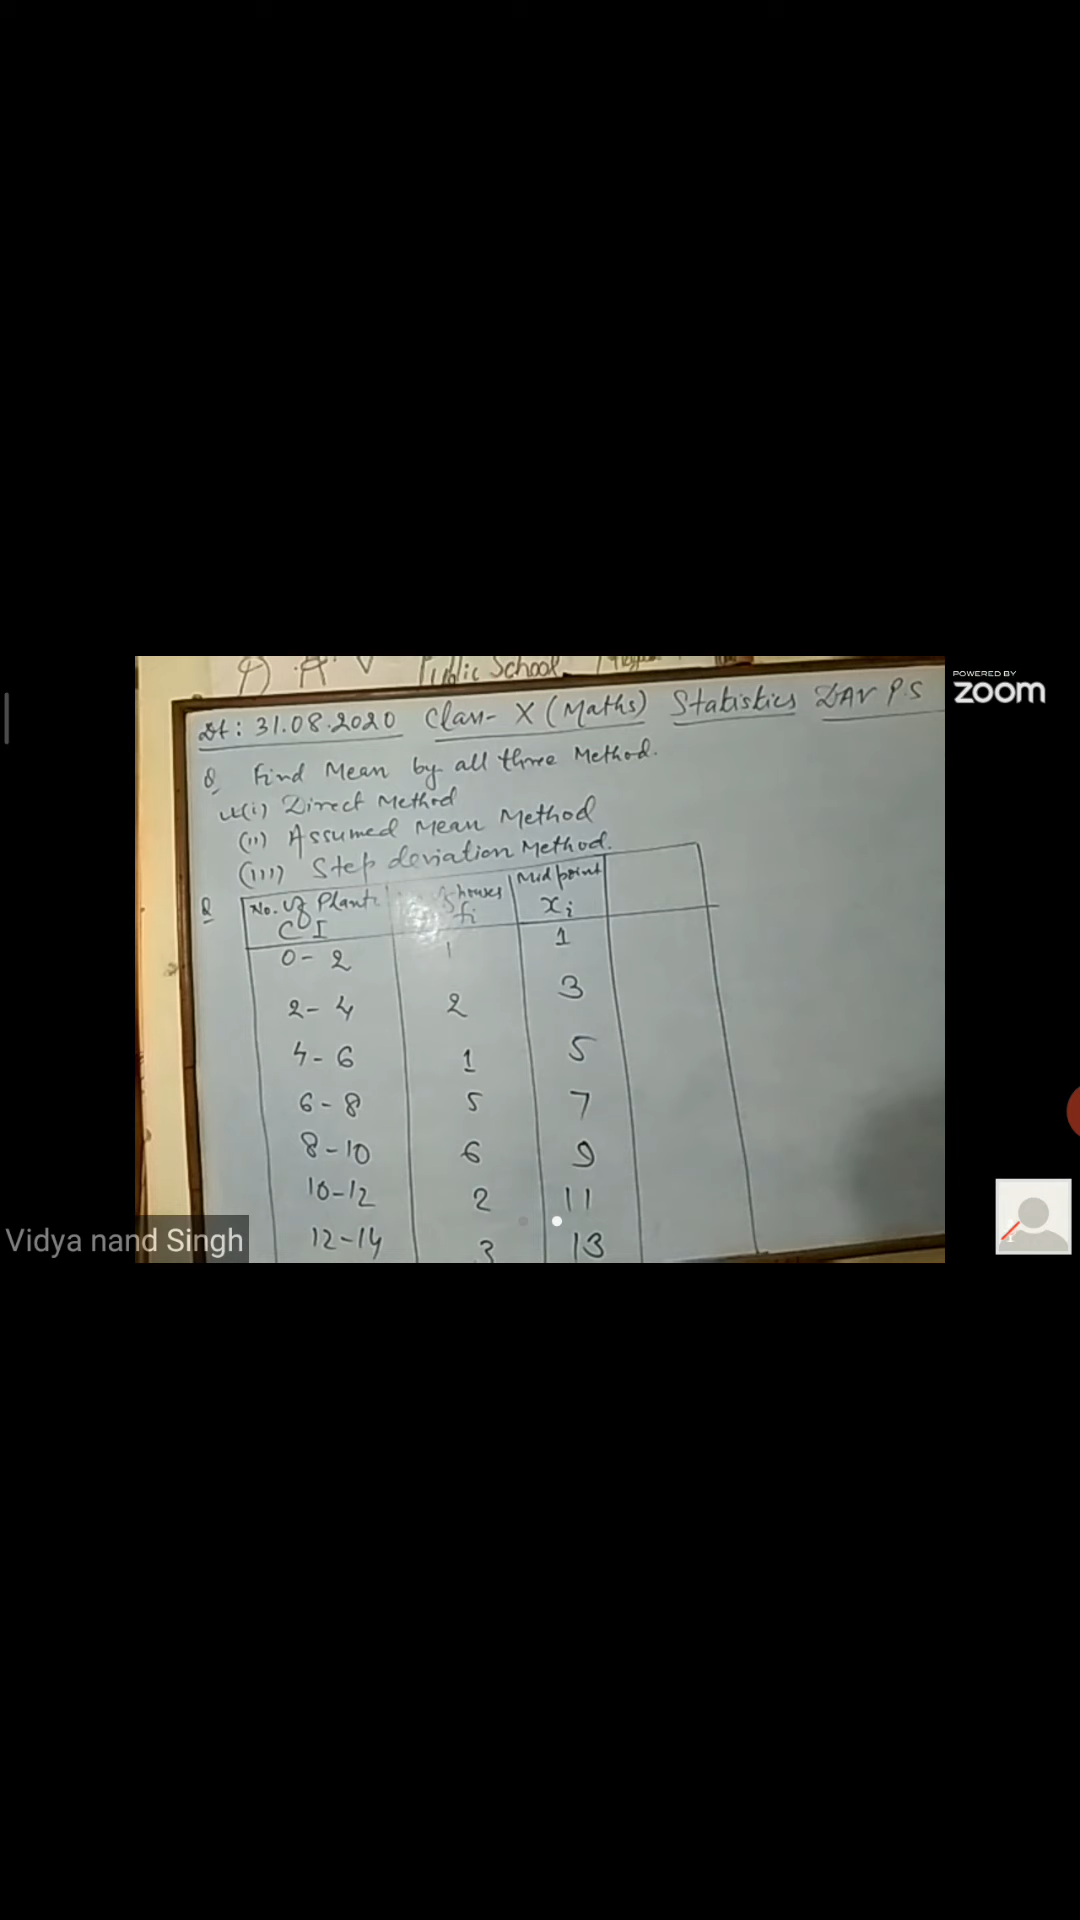 D.A.V Public School
Dt: 31.08.2020 Class- X (Maths) Statistics DAV P.S
POWERED BY
zoom
Q Find Mean by all three Method.
(i) Direct Method
(ii) Assumed Mean Method
(iii) Step deviation Method.
Q No. of Plants houses Mid point
C I fi xi
0-2 1 1
2-4 2 3
4-6 1 5
6-8 5 7
8-10 6 9
10-12 2 11
12-14 3 13
Vidya nand Singh